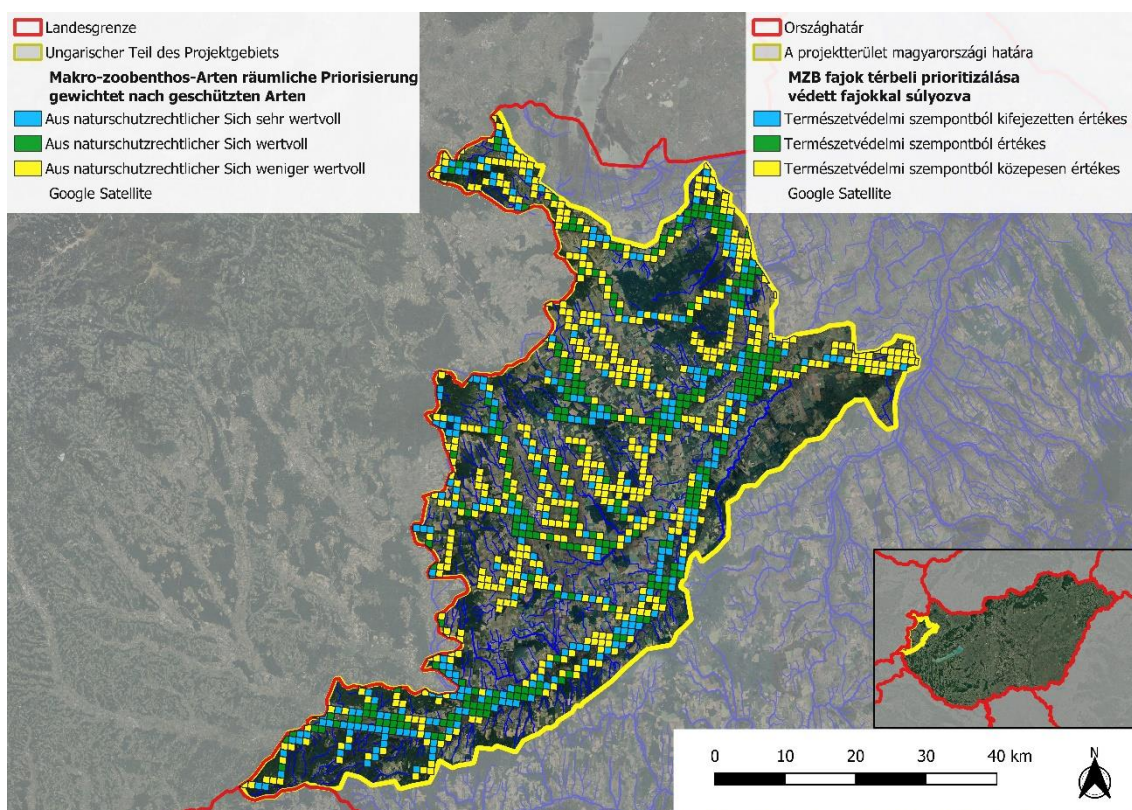 Landesgrenze
Ungarischer Teil des Projektgebiets
Makro-zoobenthos-Arten räumliche Priorisierung
gewichtet nach geschützten Arten
Aus naturschutzrechtlicher Sich sehr wertvoll
Aus naturschutzrechtlicher Sich wertvoll
Aus naturschutzrechtlicher Sich weniger wertvoll
Google Satellite
Országhatár
A projektterület magyarországi határa
MZB fajok térbeli prioritizálása
védett fajokkal súlyozva
Természetvédelmi szempontból kifejezetten értékes
Természetvédelmi szempontból értékes
Természetvédelmi szempontból közepesen értékes
Google Satellite
0 10 20 30 40 km
N